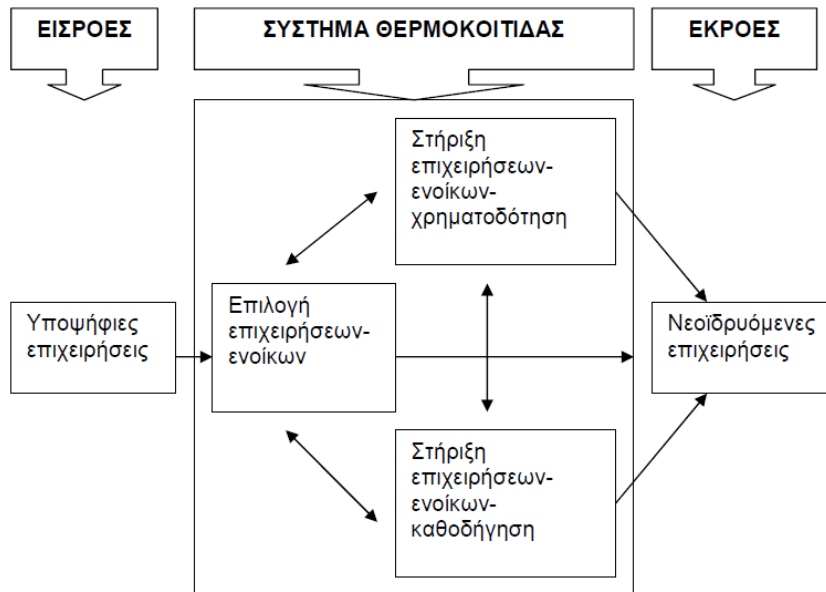 ΕΙΣΡΟΕΣ
ΣΥΣΤΗΜΑ ΘΕΡΜΟΚΟΙΤΙΔΑΣ
ΕΚΡΟΕΣ
Στήριξη
επιχειρήσεων-
ενοίκων-
χρηματοδότηση
Υποψήφιες
επιχειρήσεις
Επιλογή
επιχειρήσεων-
ενοίκων
Νεοϊδρυόμενες
επιχειρήσεις
Στήριξη
επιχειρήσεων-
ενοίκων-
καθοδήγηση